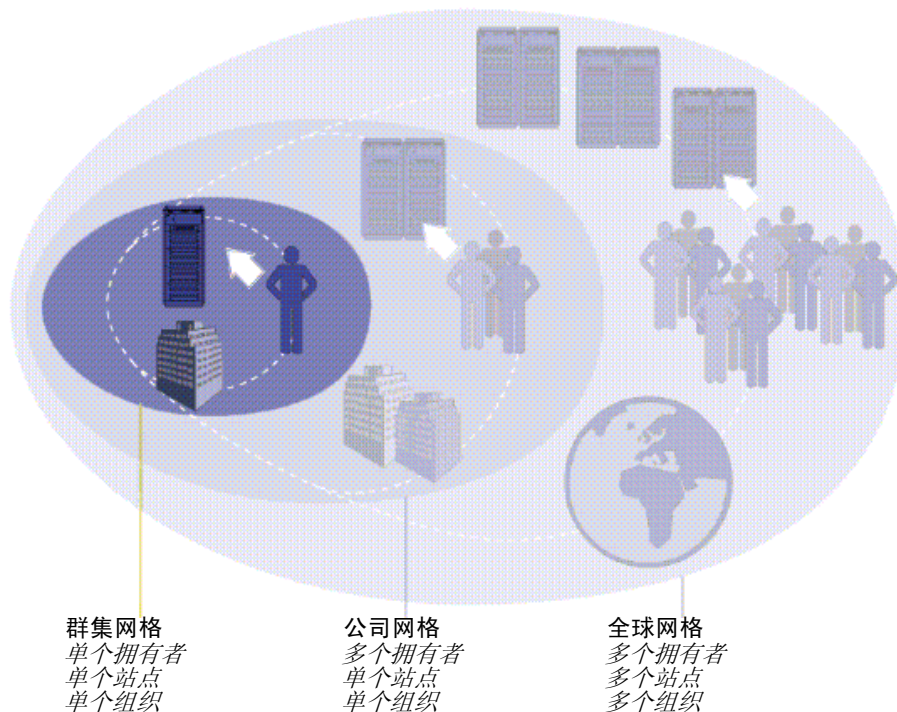 群集网格
单个拥有者
单个站点
单个组织
公司网格
多个拥有者
单个站点
单个组织
全球网格
多个拥有者
多个站点
多个组织